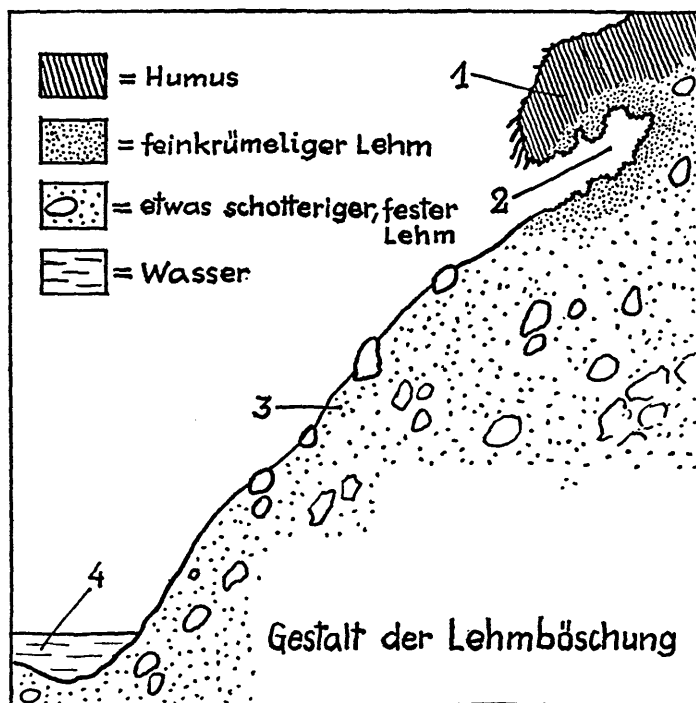 = Humus
= feinkrümeliger Lehm
= etwas schotteriger, fester
Lehm
= Wasser
1
2
3
4
Gestalt der Lehmböschung